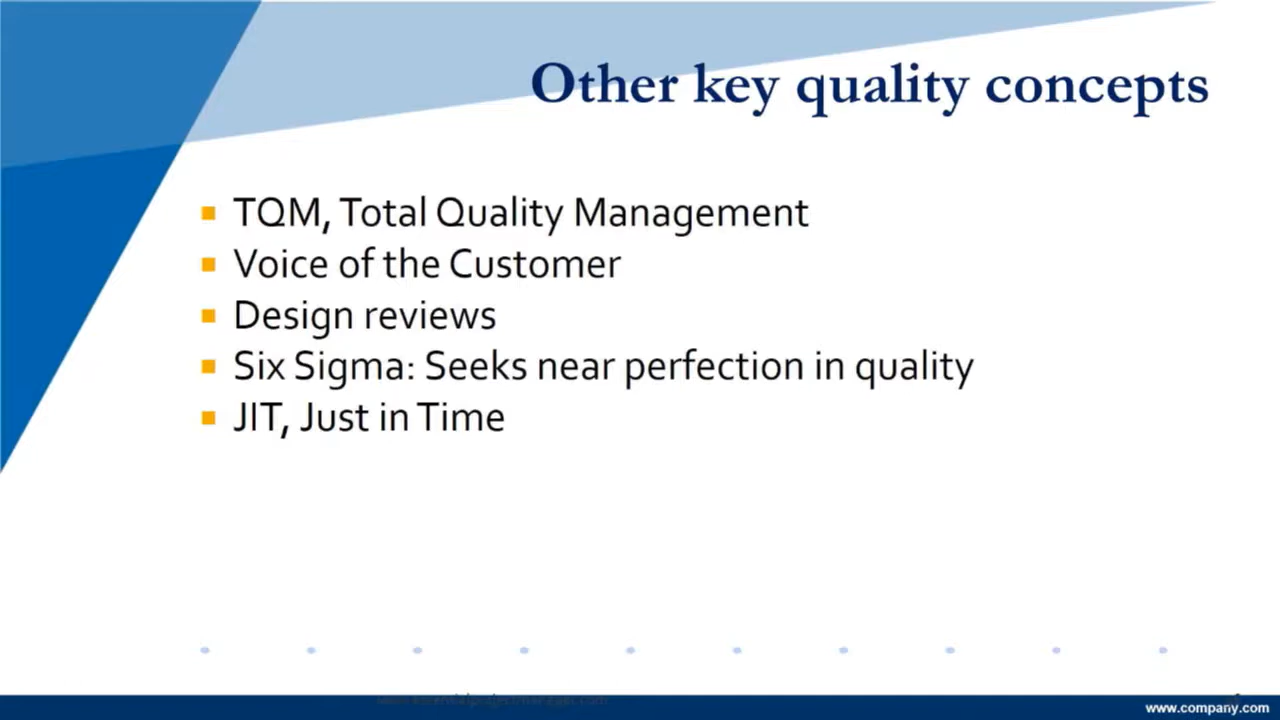 Other key quality concepts
TQM, Total Quality Management
Voice of the Customer
Design reviews
Six Sigma: Seeks near perfection in quality
JIT, Just in Time
www.company.com